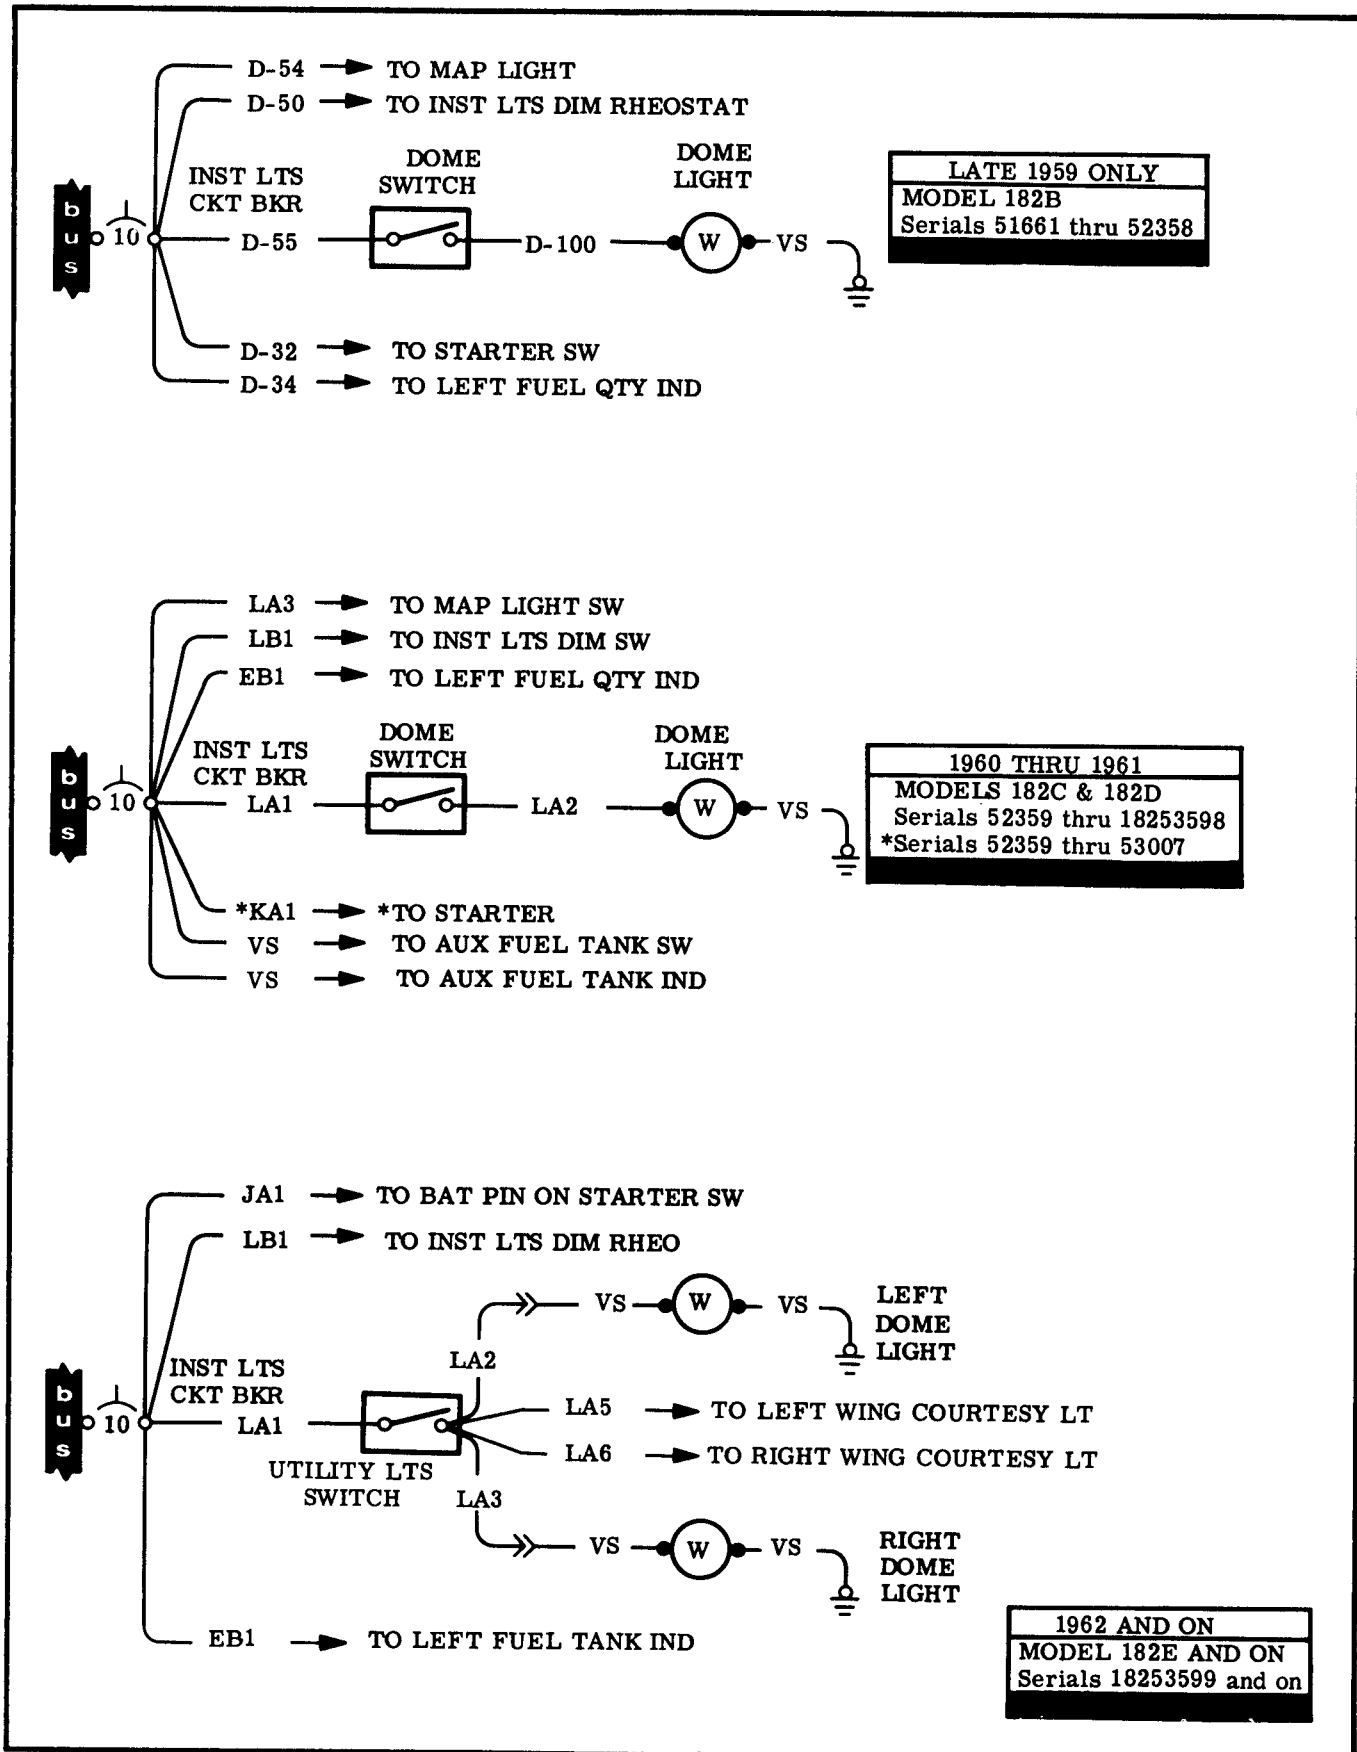 D-54 TO MAP LIGHT
D-50 TO INST LTS DIM RHEOSTAT
INST LTS
CKT BKR
DOME
SWITCH
DOME
LIGHT
bus
10
D-55
D-100
W
VS
D-32 TO STARTER SW
D-34 TO LEFT FUEL QTY IND
LATE 1959 ONLY
MODEL 182B
Serials 51661 thru 52358
LA3 TO MAP LIGHT SW
LB1 TO INST LTS DIM SW
EB1 TO LEFT FUEL QTY IND
INST LTS
CKT BKR
DOME
SWITCH
DOME
LIGHT
bus
10
LA1
LA2
W
VS
*KA1 *TO STARTER
VS TO AUX FUEL TANK SW
VS TO AUX FUEL TANK IND
1960 THRU 1961
MODELS 182C & 182D
Serials 52359 thru 18253598
*Serials 52359 thru 53007
JA1 TO BAT PIN ON STARTER SW
LB1 TO INST LTS DIM RHEO
VS
W
VS
LEFT
DOME
LIGHT
LA2
INST LTS
CKT BKR
bus
10
LA1
UTILITY LTS
SWITCH
LA5 TO LEFT WING COURTESY LT
LA6 TO RIGHT WING COURTESY LT
LA3
VS
W
VS
RIGHT
DOME
LIGHT
EB1 TO LEFT FUEL TANK IND
1962 AND ON
MODEL 182E AND ON
Serials 18253599 and on